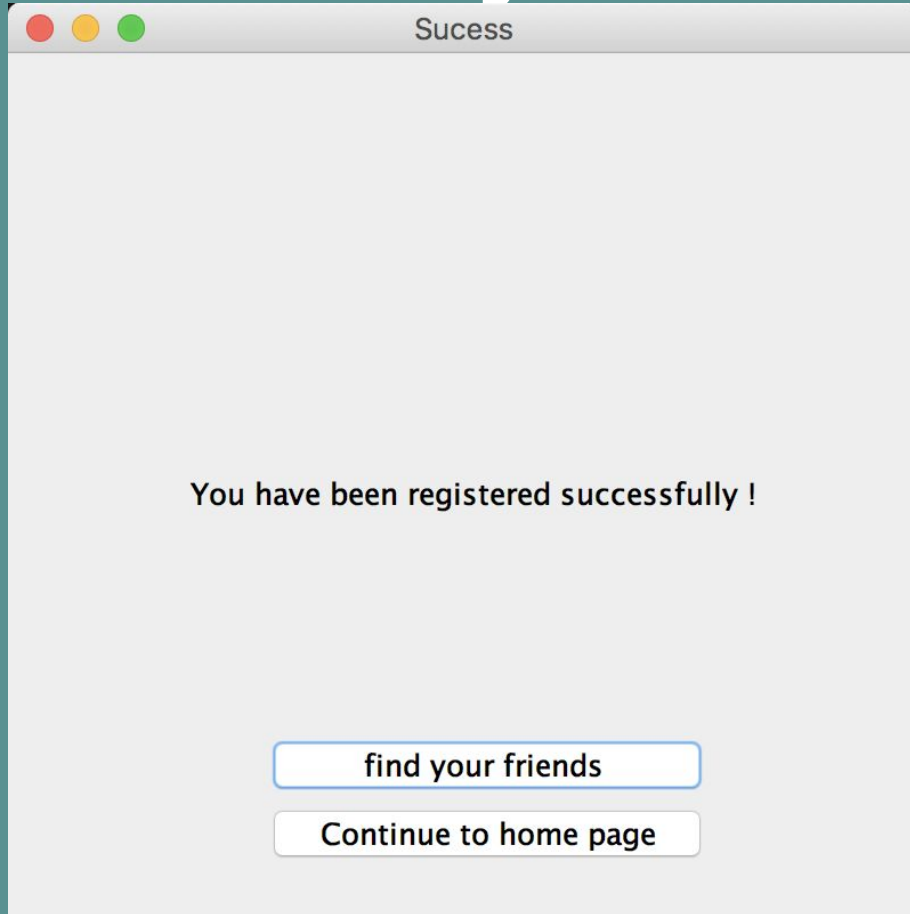 Sucess
You have been registered successfully !
find your friends
Continue to home page